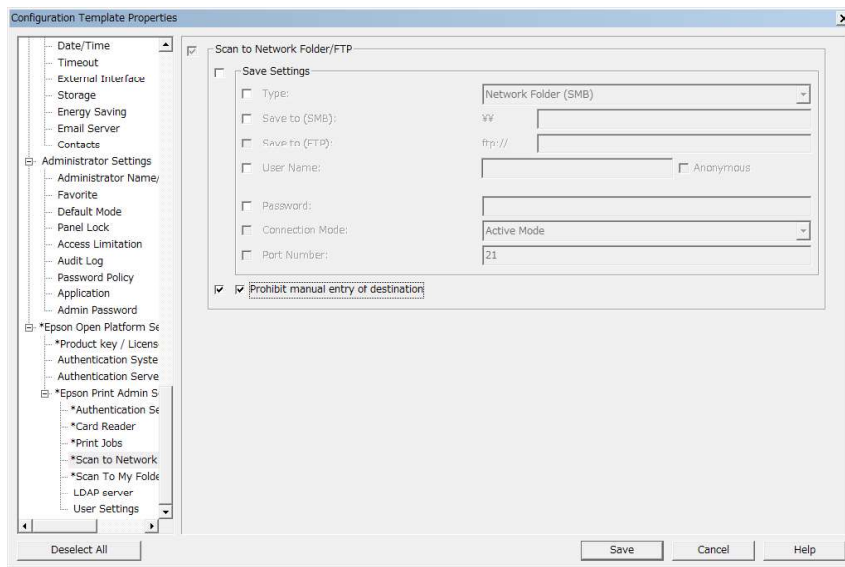 Configuration Template Properties
Date/Time
Timeout
External Interface
Storage
Energy Saving
Email Server
Contacts
Administrator Settings
Administrator Name/
Favorite
Default Mode
Panel Lock
Access Limitation
Audit Log
Password Policy
Application
Admin Password
*Epson Open Platform Se
*Product key / Licens
Authentication Syste
Authentication Serve
*Epson Print Admin S
*Authentication Se
*Card Reader
*Print Jobs
*Scan to Network
*Scan To My Folde
LDAP server
User Settings
Scan to Network Folder/FTP
Save Settings
Type: Network Folder (SMB)
Save to (SMB): ¥¥
Save to (FTP): ftp://
User Name: Anonymous
Password:
Connection Mode: Active Mode
Port Number: 21
Prohibit manual entry of destination
Deselect All Save Cancel Help